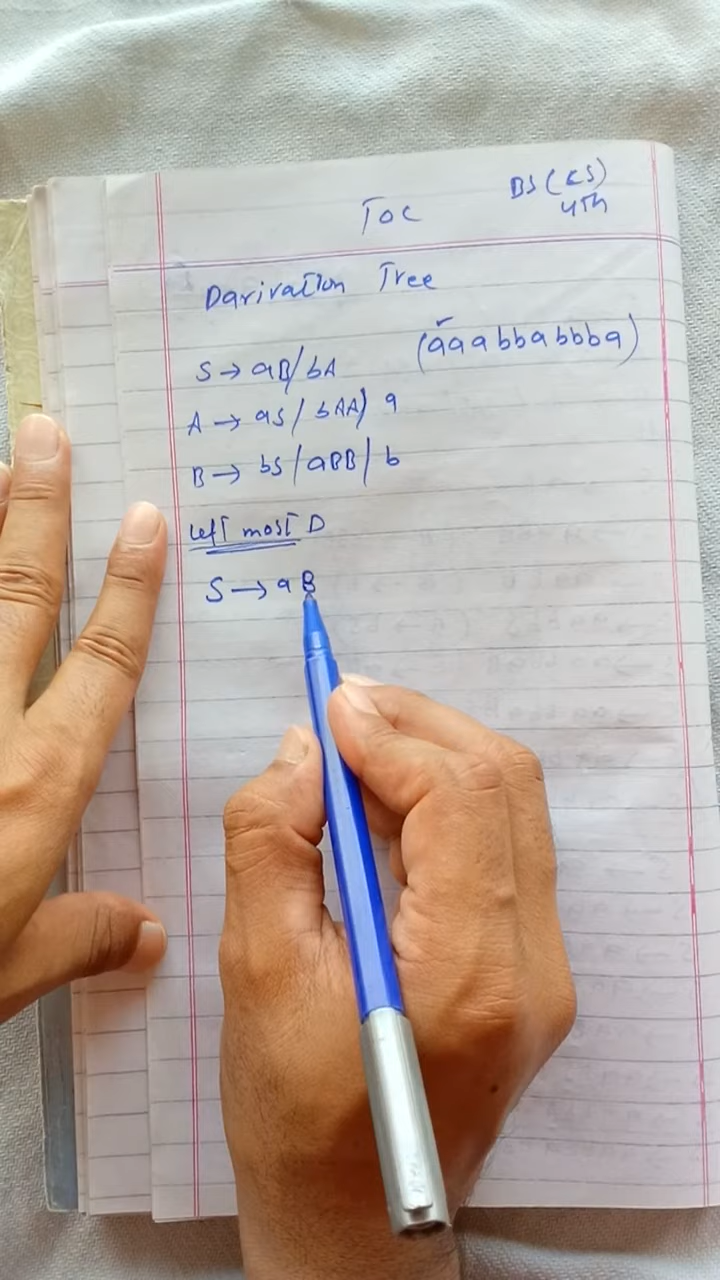 BS (CS)
4th
TOC
Darivation Tree
(aaabbabbba)
S → aB/bA
A → aS/bAA/a
B → bS/aBB/b
left most D
S → aB